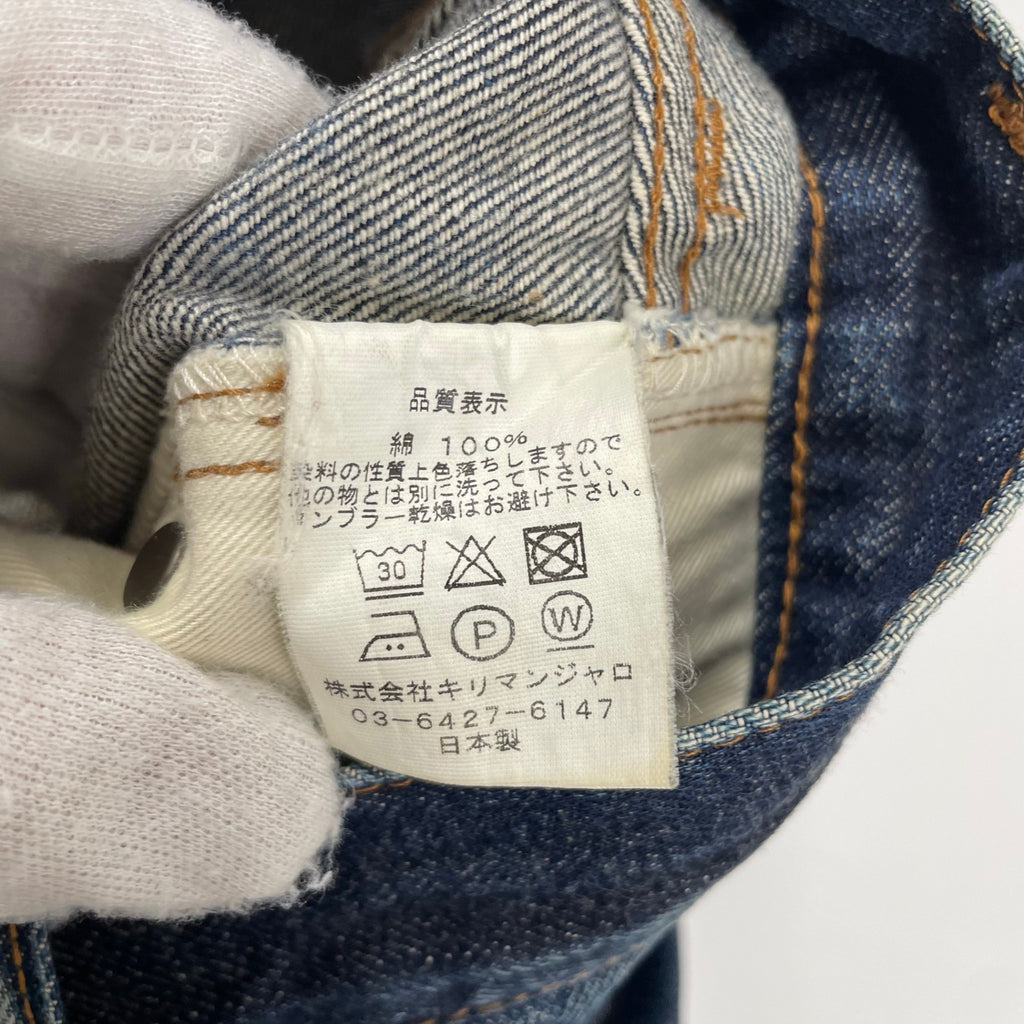 品質表示
綿 100%
染料の性質上色落ちしますので
他の物とは別に洗って下さい。
タンブラー乾燥はお避け下さい。
30
P
W
株式会社キリマンジャロ
03-6427-6147
日本製